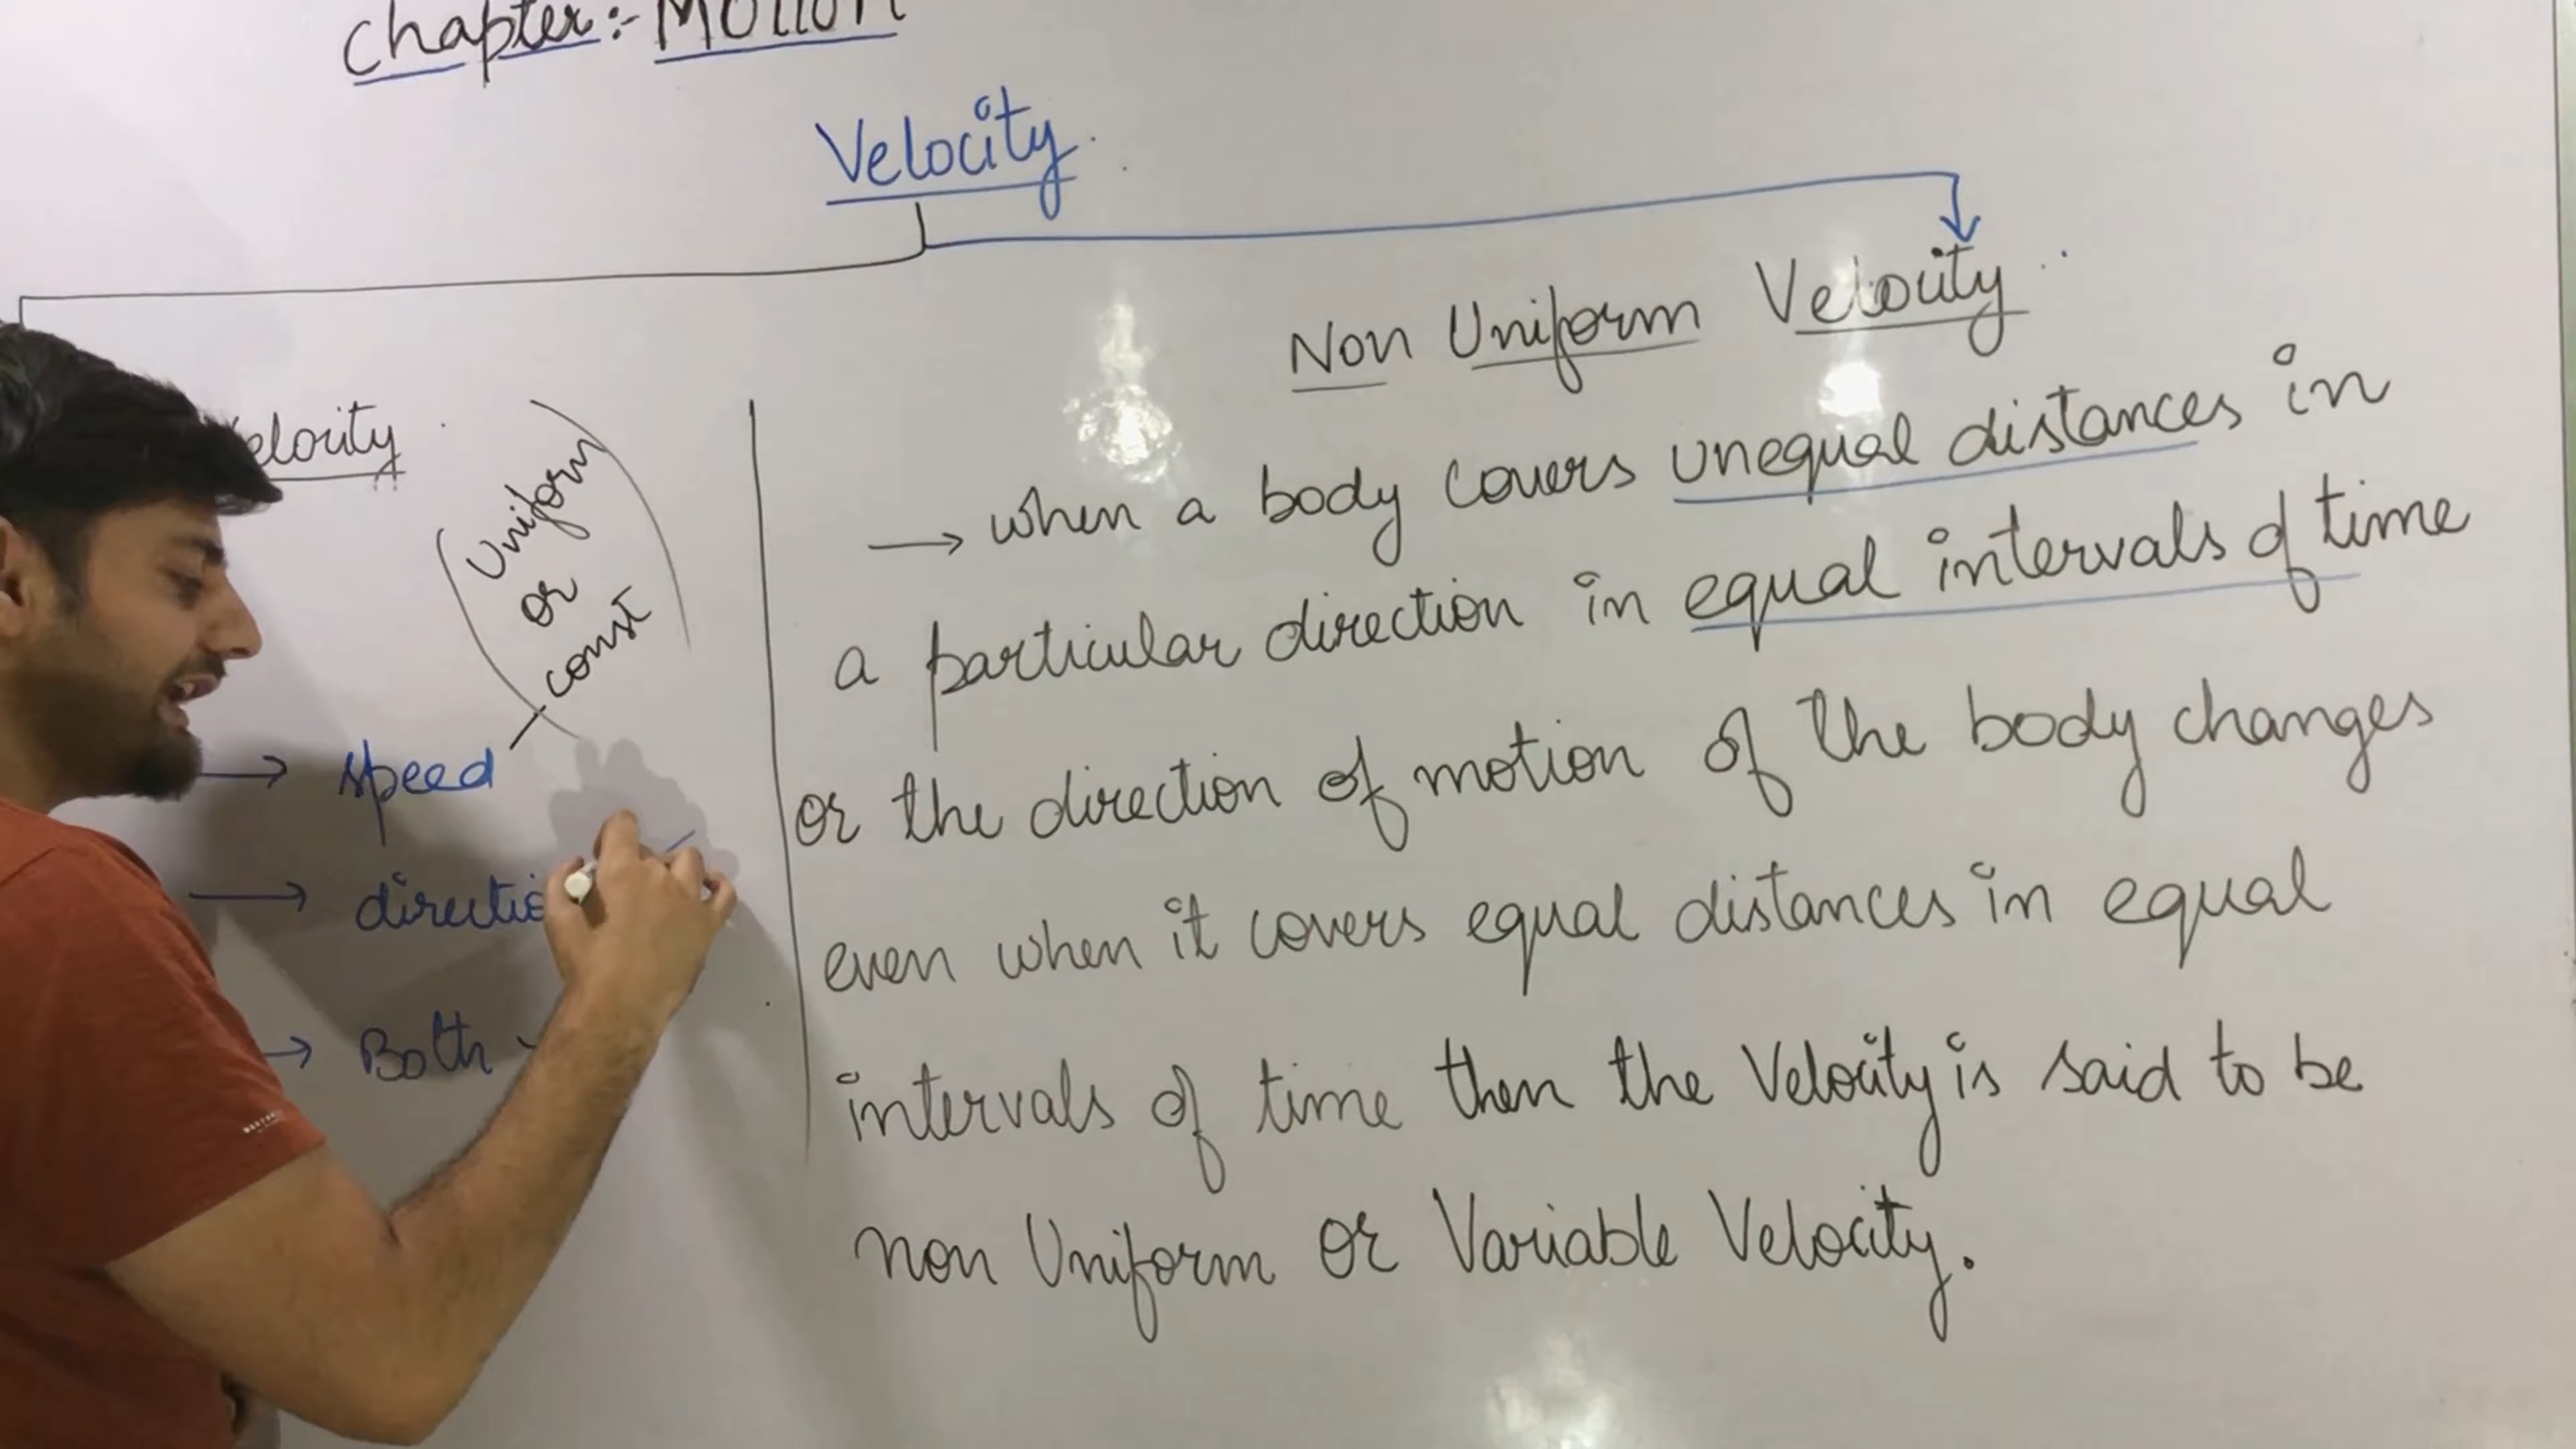 Chapter:- Motion
Velocity
elocity
Uniform
or
const
→ speed
→ directio
→ Both
Non Uniform Velocity
→ when a body covers unequal distances in
a particular direction in equal intervals of time
or the direction of motion of the body changes
even when it covers equal distances in equal
intervals of time then the Velocity is said to be
non Uniform or Variable Velocity.